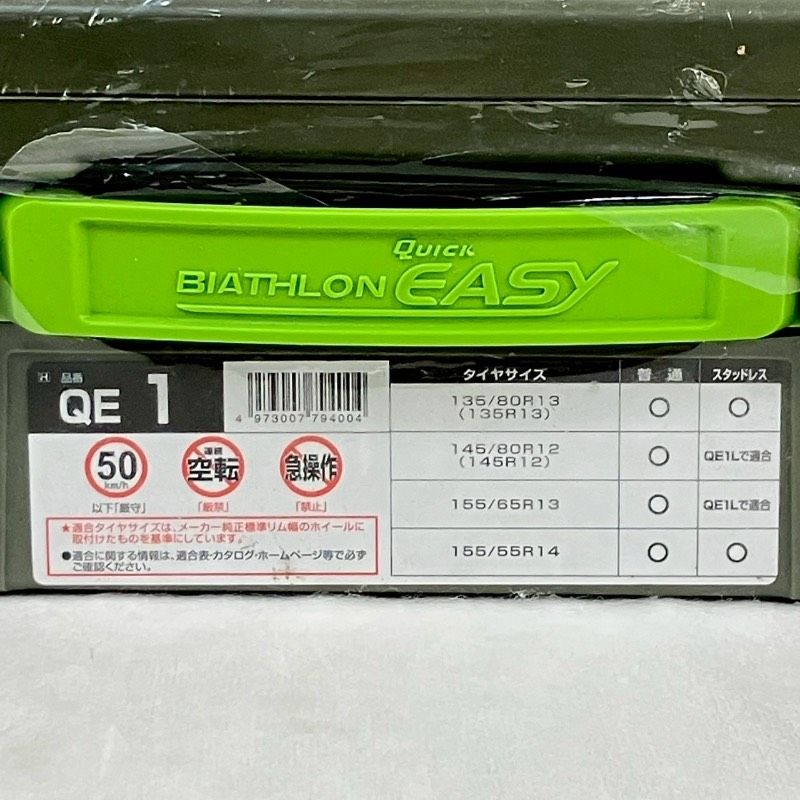 QUICK
BIATHLON EASY
H 品番
QE 1
4 973007 794004
50
km/h
以下「厳守」
連続
空転
「厳禁」
急操作
「禁止」
★適合タイヤサイズは、メーカー純正標準リム幅のホイールに
取付けたものを基準にしています。
●適合に関する情報は、適合表・カタログ・ホームページ等で必ず
ご確認ください。
タイヤサイズ 普通 スタッドレス
135/80R13
(135R13) ○ ○
145/80R12
(145R12) ○ QE1Lで適合
155/65R13 ○ QE1Lで適合
155/55R14 ○ ○